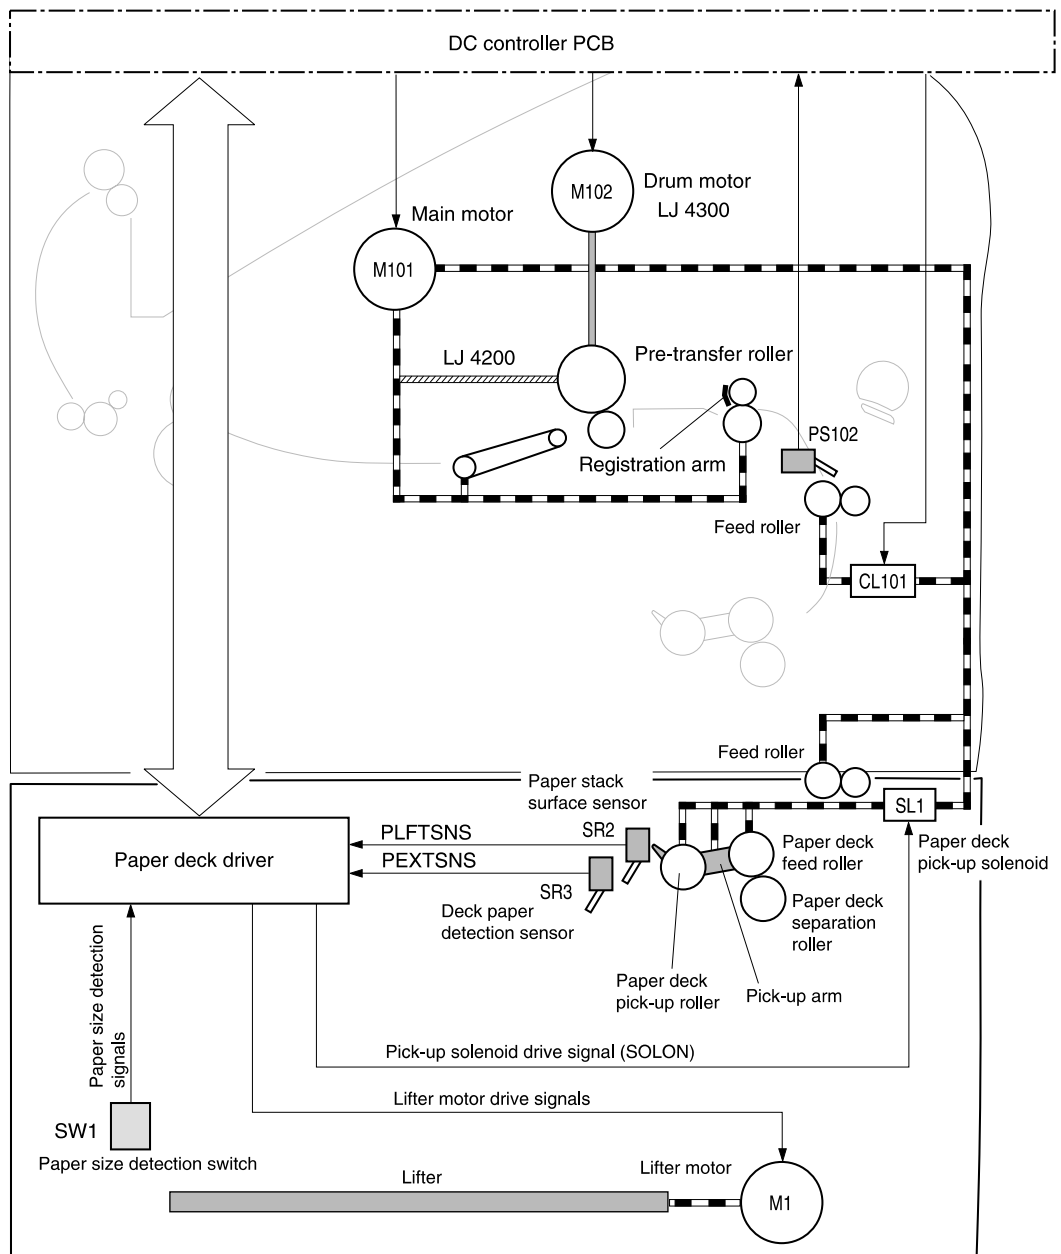 DC controller PCB
M102
Drum motor
LJ 4300
Main motor
M101
LJ 4200
Pre-transfer roller
PS102
Registration arm
Feed roller
CL101
Feed roller
Paper stack
surface sensor
SL1
PLFTSNS
SR2
Paper deck driver
Paper deck
feed roller
Paper deck
pick-up solenoid
PEXTSNS
SR3
Deck paper
detection sensor
Paper deck
separation
roller
Paper size detection
signals
Paper deck
pick-up roller
Pick-up arm
Pick-up solenoid drive signal (SOLON)
Lifter motor drive signals
SW1
Paper size detection switch
Lifter
Lifter motor
M1